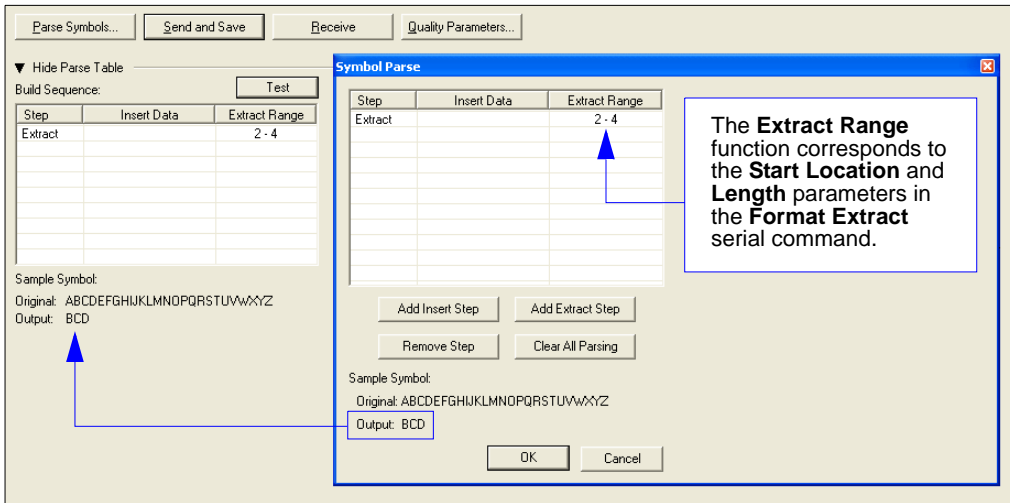 Parse Symbols...
Send and Save
Receive
Quality Parameters...
▼ Hide Parse Table
Build Sequence:
Test
Step Insert Data Extract Range
Extract 2 - 4
Sample Symbol:
Original: ABCDEFGHIJKLMNOPQRSTUVWXYZ
Output: BCD
Symbol Parse
Step Insert Data Extract Range
Extract 2 - 4
Add Insert Step
Add Extract Step
Remove Step
Clear All Parsing
Sample Symbol:
Original: ABCDEFGHIJKLMNOPQRSTUVWXYZ
Output: BCD
OK
Cancel
The Extract Range
function corresponds to
the Start Location and
Length parameters in
the Format Extract
serial command.